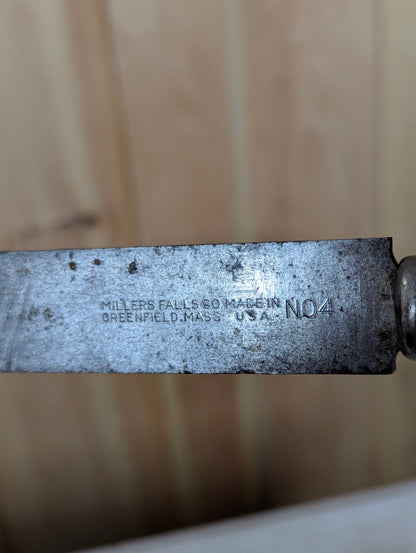 MILLERS FALLS CO MADE IN NO4
GREENFIELD, MASS. U.S.A.